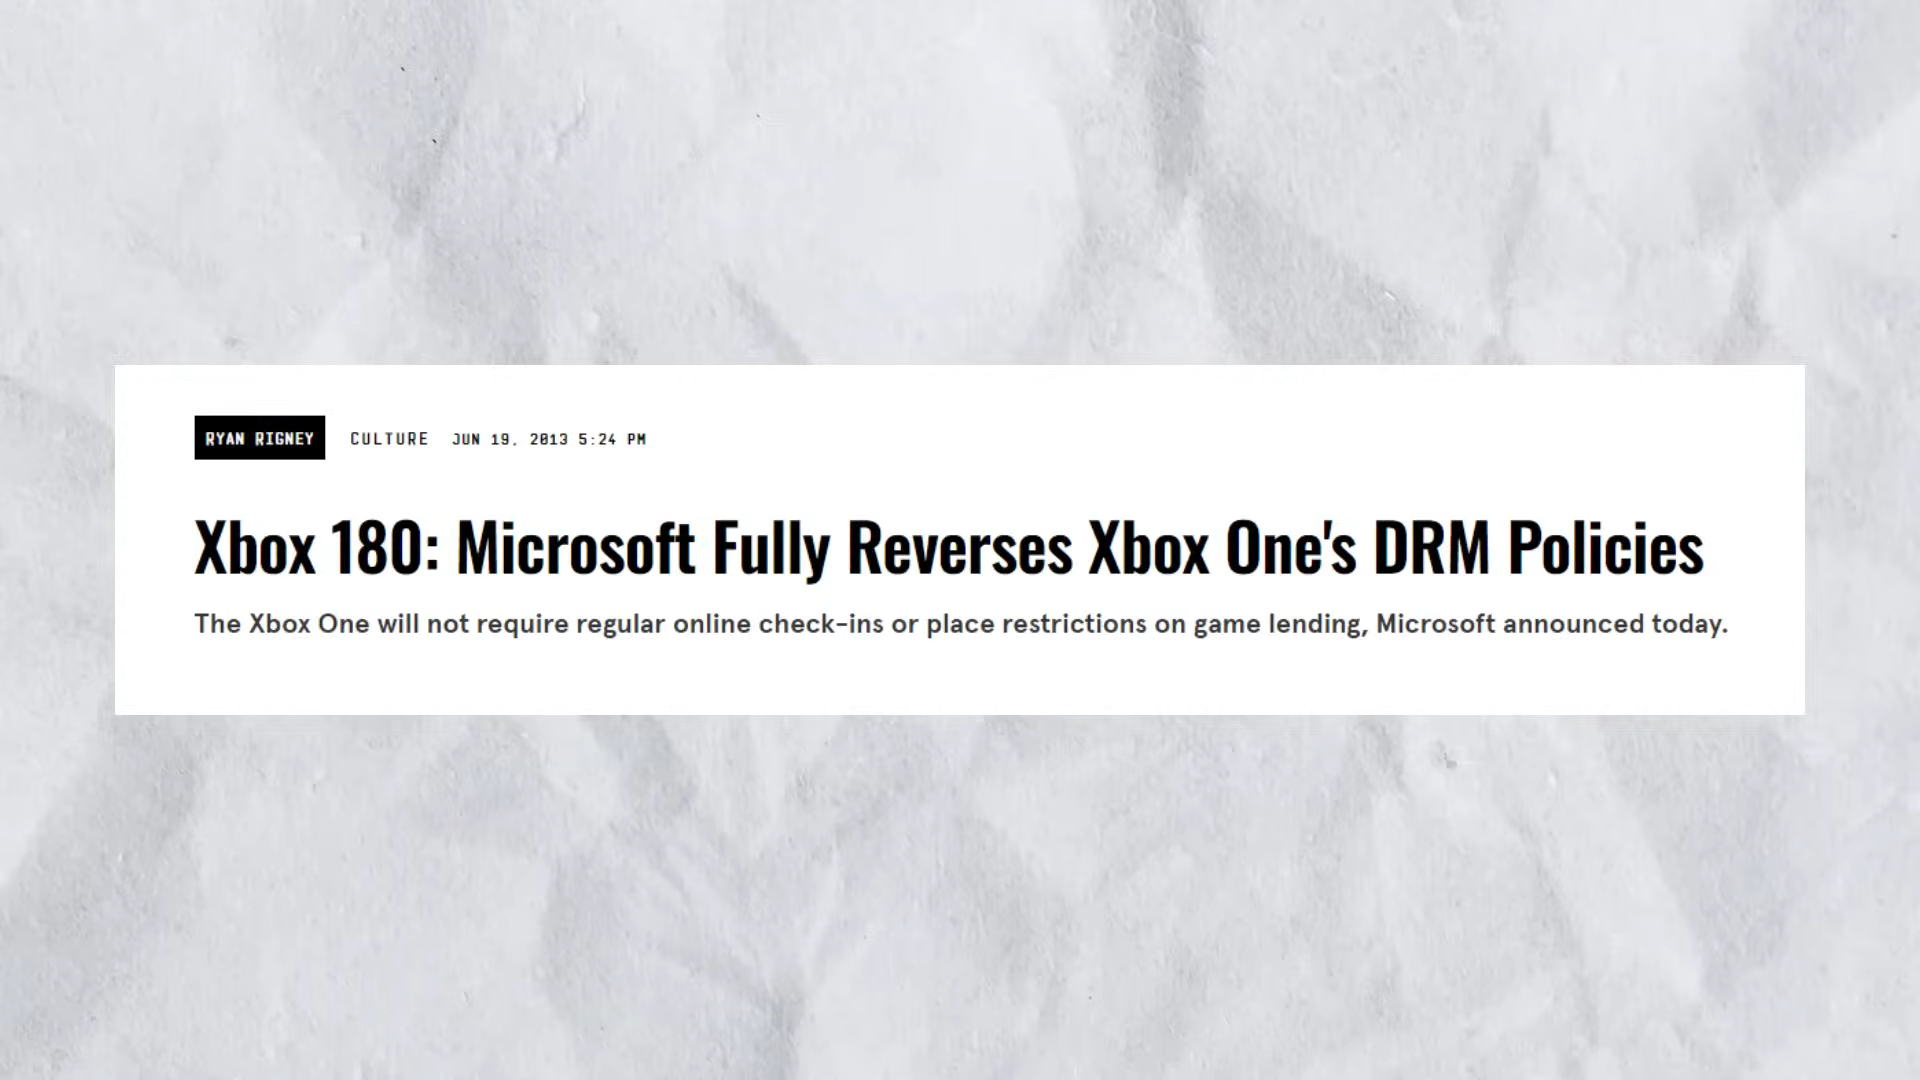 RYAN RIGNEY CULTURE JUN 19, 2013 5:24 PM
Xbox 180: Microsoft Fully Reverses Xbox One's DRM Policies
The Xbox One will not require regular online check-ins or place restrictions on game lending, Microsoft announced today.